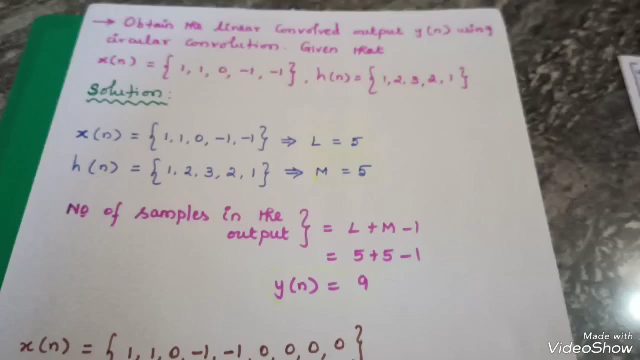 → Obtain the linear convolved output y(n) using
circular convolution. Given that
x(n) = { 1, 1, 0, -1, -1} , h(n) = { 1, 2, 3, 2, 1 }
Solution:
x(n) = {1, 1, 0, -1, -1} ⇒ L = 5
h(n) = {1, 2, 3, 2, 1 } ⇒ M = 5
No of samples in the output } = L + M - 1
= 5 + 5 - 1
y(n) = 9
x(n) = { 1, 1, 0, -1, -1, 0, 0, 0, 0 }
Made with
VideoShow